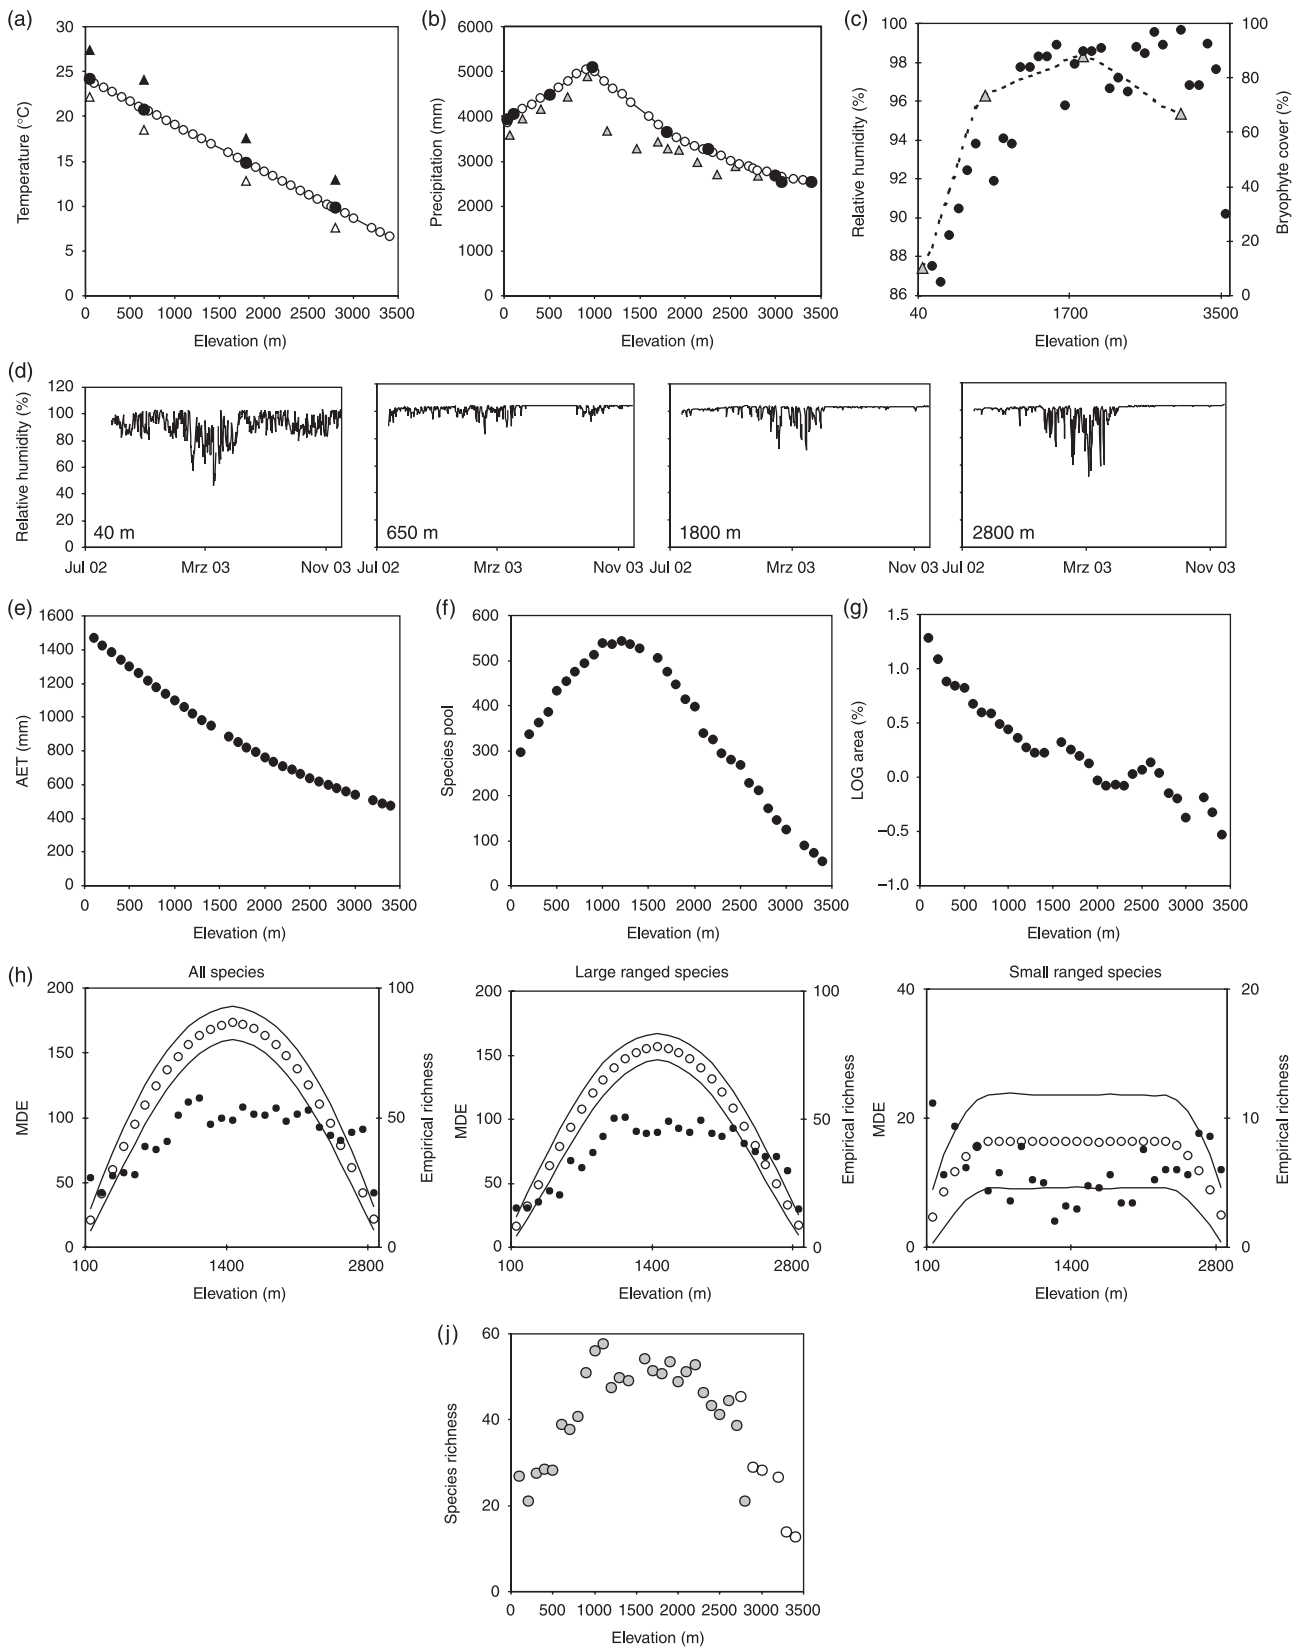 (a)
30
25
20
15
10
5
0
Temperature (°C)
0 500 1000 1500 2000 2500 3000 3500
Elevation (m)
(b)
6000
5000
4000
3000
2000
1000
0
Precipitation (mm)
0 500 1000 1500 2000 2500 3000 3500
Elevation (m)
(c)
100
98
96
94
92
90
88
86
Relative humidity (%)
100
80
60
40
20
0
Bryophyte cover (%)
40 1700 3500
Elevation (m)
(d)
120
100
80
60
40
20
0
Relative humidity (%)
40 m
650 m
1800 m
2800 m
Jul 02 Mrz 03 Nov 03 Jul 02 Mrz 03 Nov 03 Jul 02 Mrz 03 Nov 03 Jul 02 Mrz 03 Nov 03
(e)
1600
1400
1200
1000
800
600
400
200
0
AET (mm)
0 500 1000 1500 2000 2500 3000 3500
Elevation (m)
(f)
600
500
400
300
200
100
0
Species pool
0 500 1000 1500 2000 2500 3000 3500
Elevation (m)
(g)
1.5
1.0
0.5
0.0
−0.5
−1.0
LOG area (%)
0 500 1000 1500 2000 2500 3000 3500
Elevation (m)
(h)
All species
200
150
100
50
0
MDE
100
50
0
Empirical richness
100 1400 2800
Elevation (m)
Large ranged species
200
150
100
50
0
MDE
100
50
0
Empirical richness
100 1400 2800
Elevation (m)
Small ranged species
40
20
0
MDE
20
10
0
Empirical richness
100 1400 2800
Elevation (m)
(j)
60
40
20
0
Species richness
0 500 1000 1500 2000 2500 3000 3500
Elevation (m)